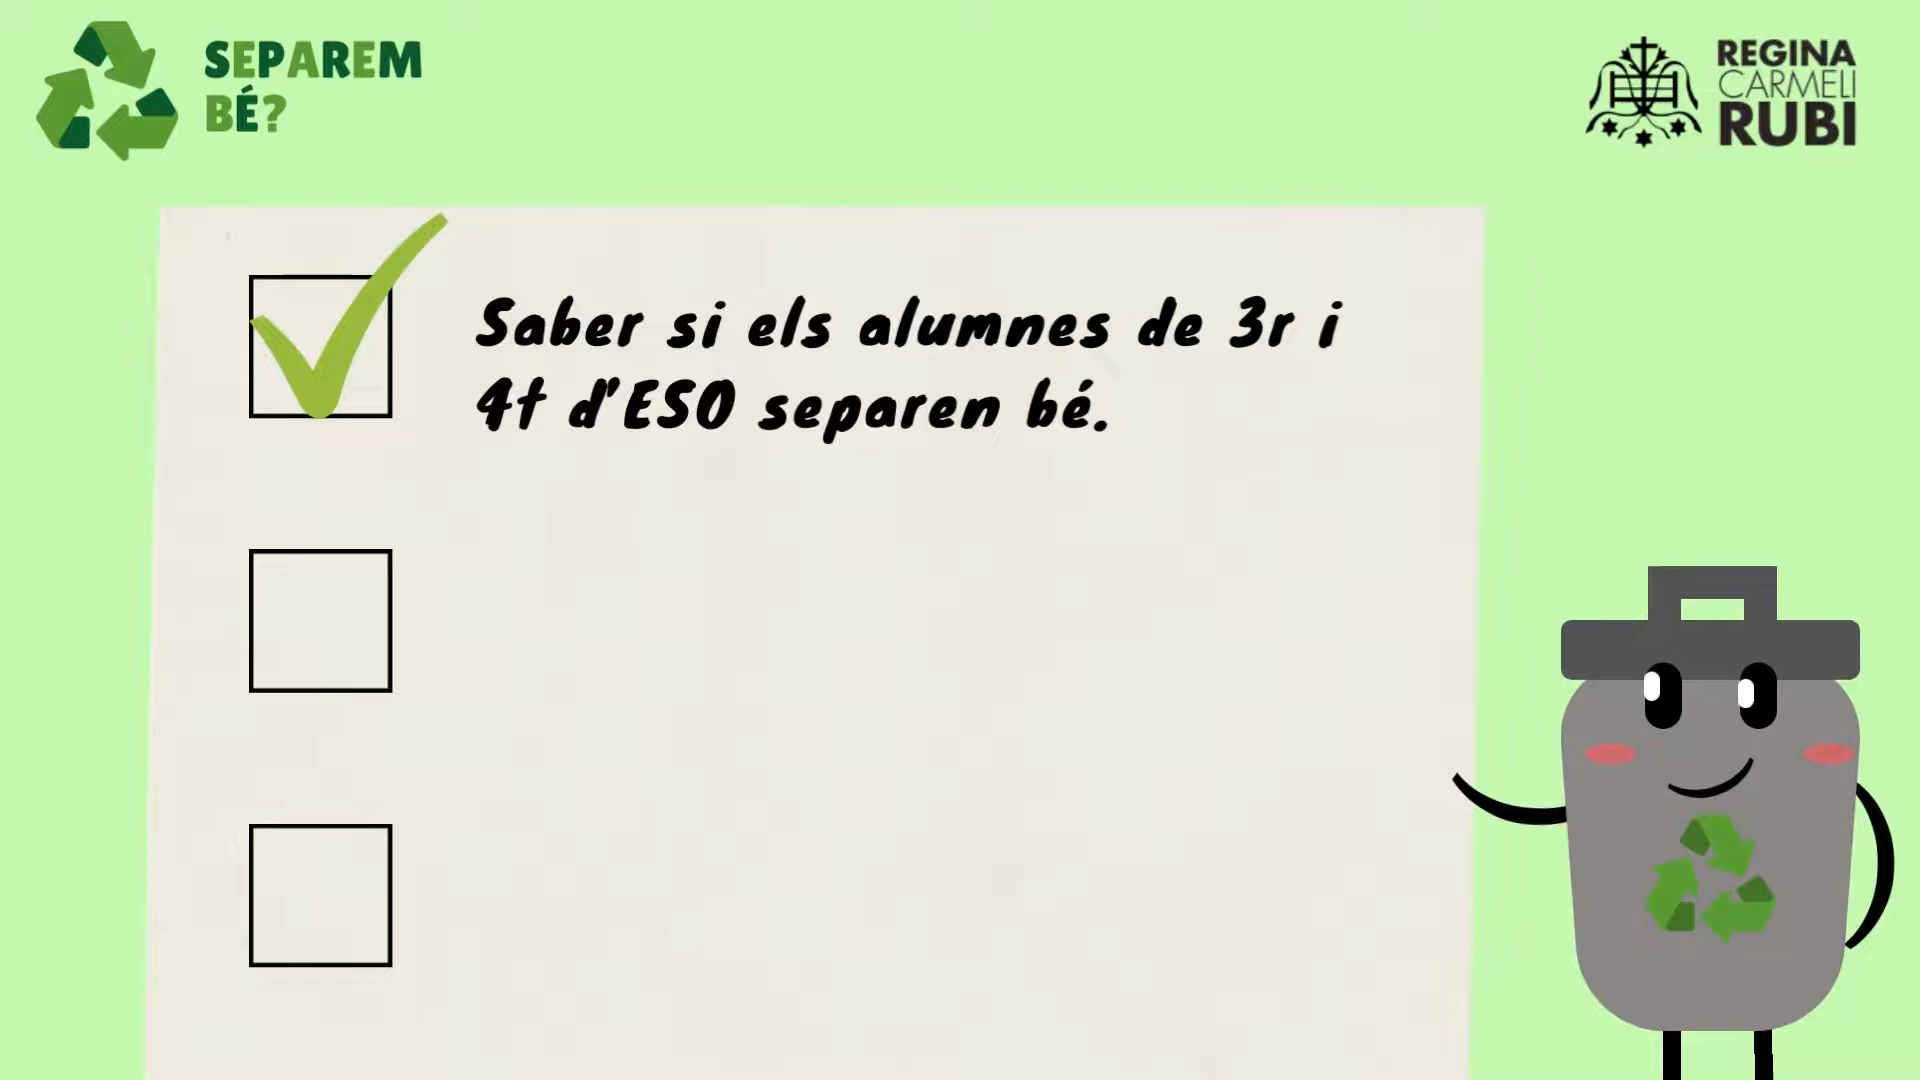 SEPAREM
BÉ?
REGINA
CARMELI
RUBI
Saber si els alumnes de 3r i
4t d'ESO separen bé.